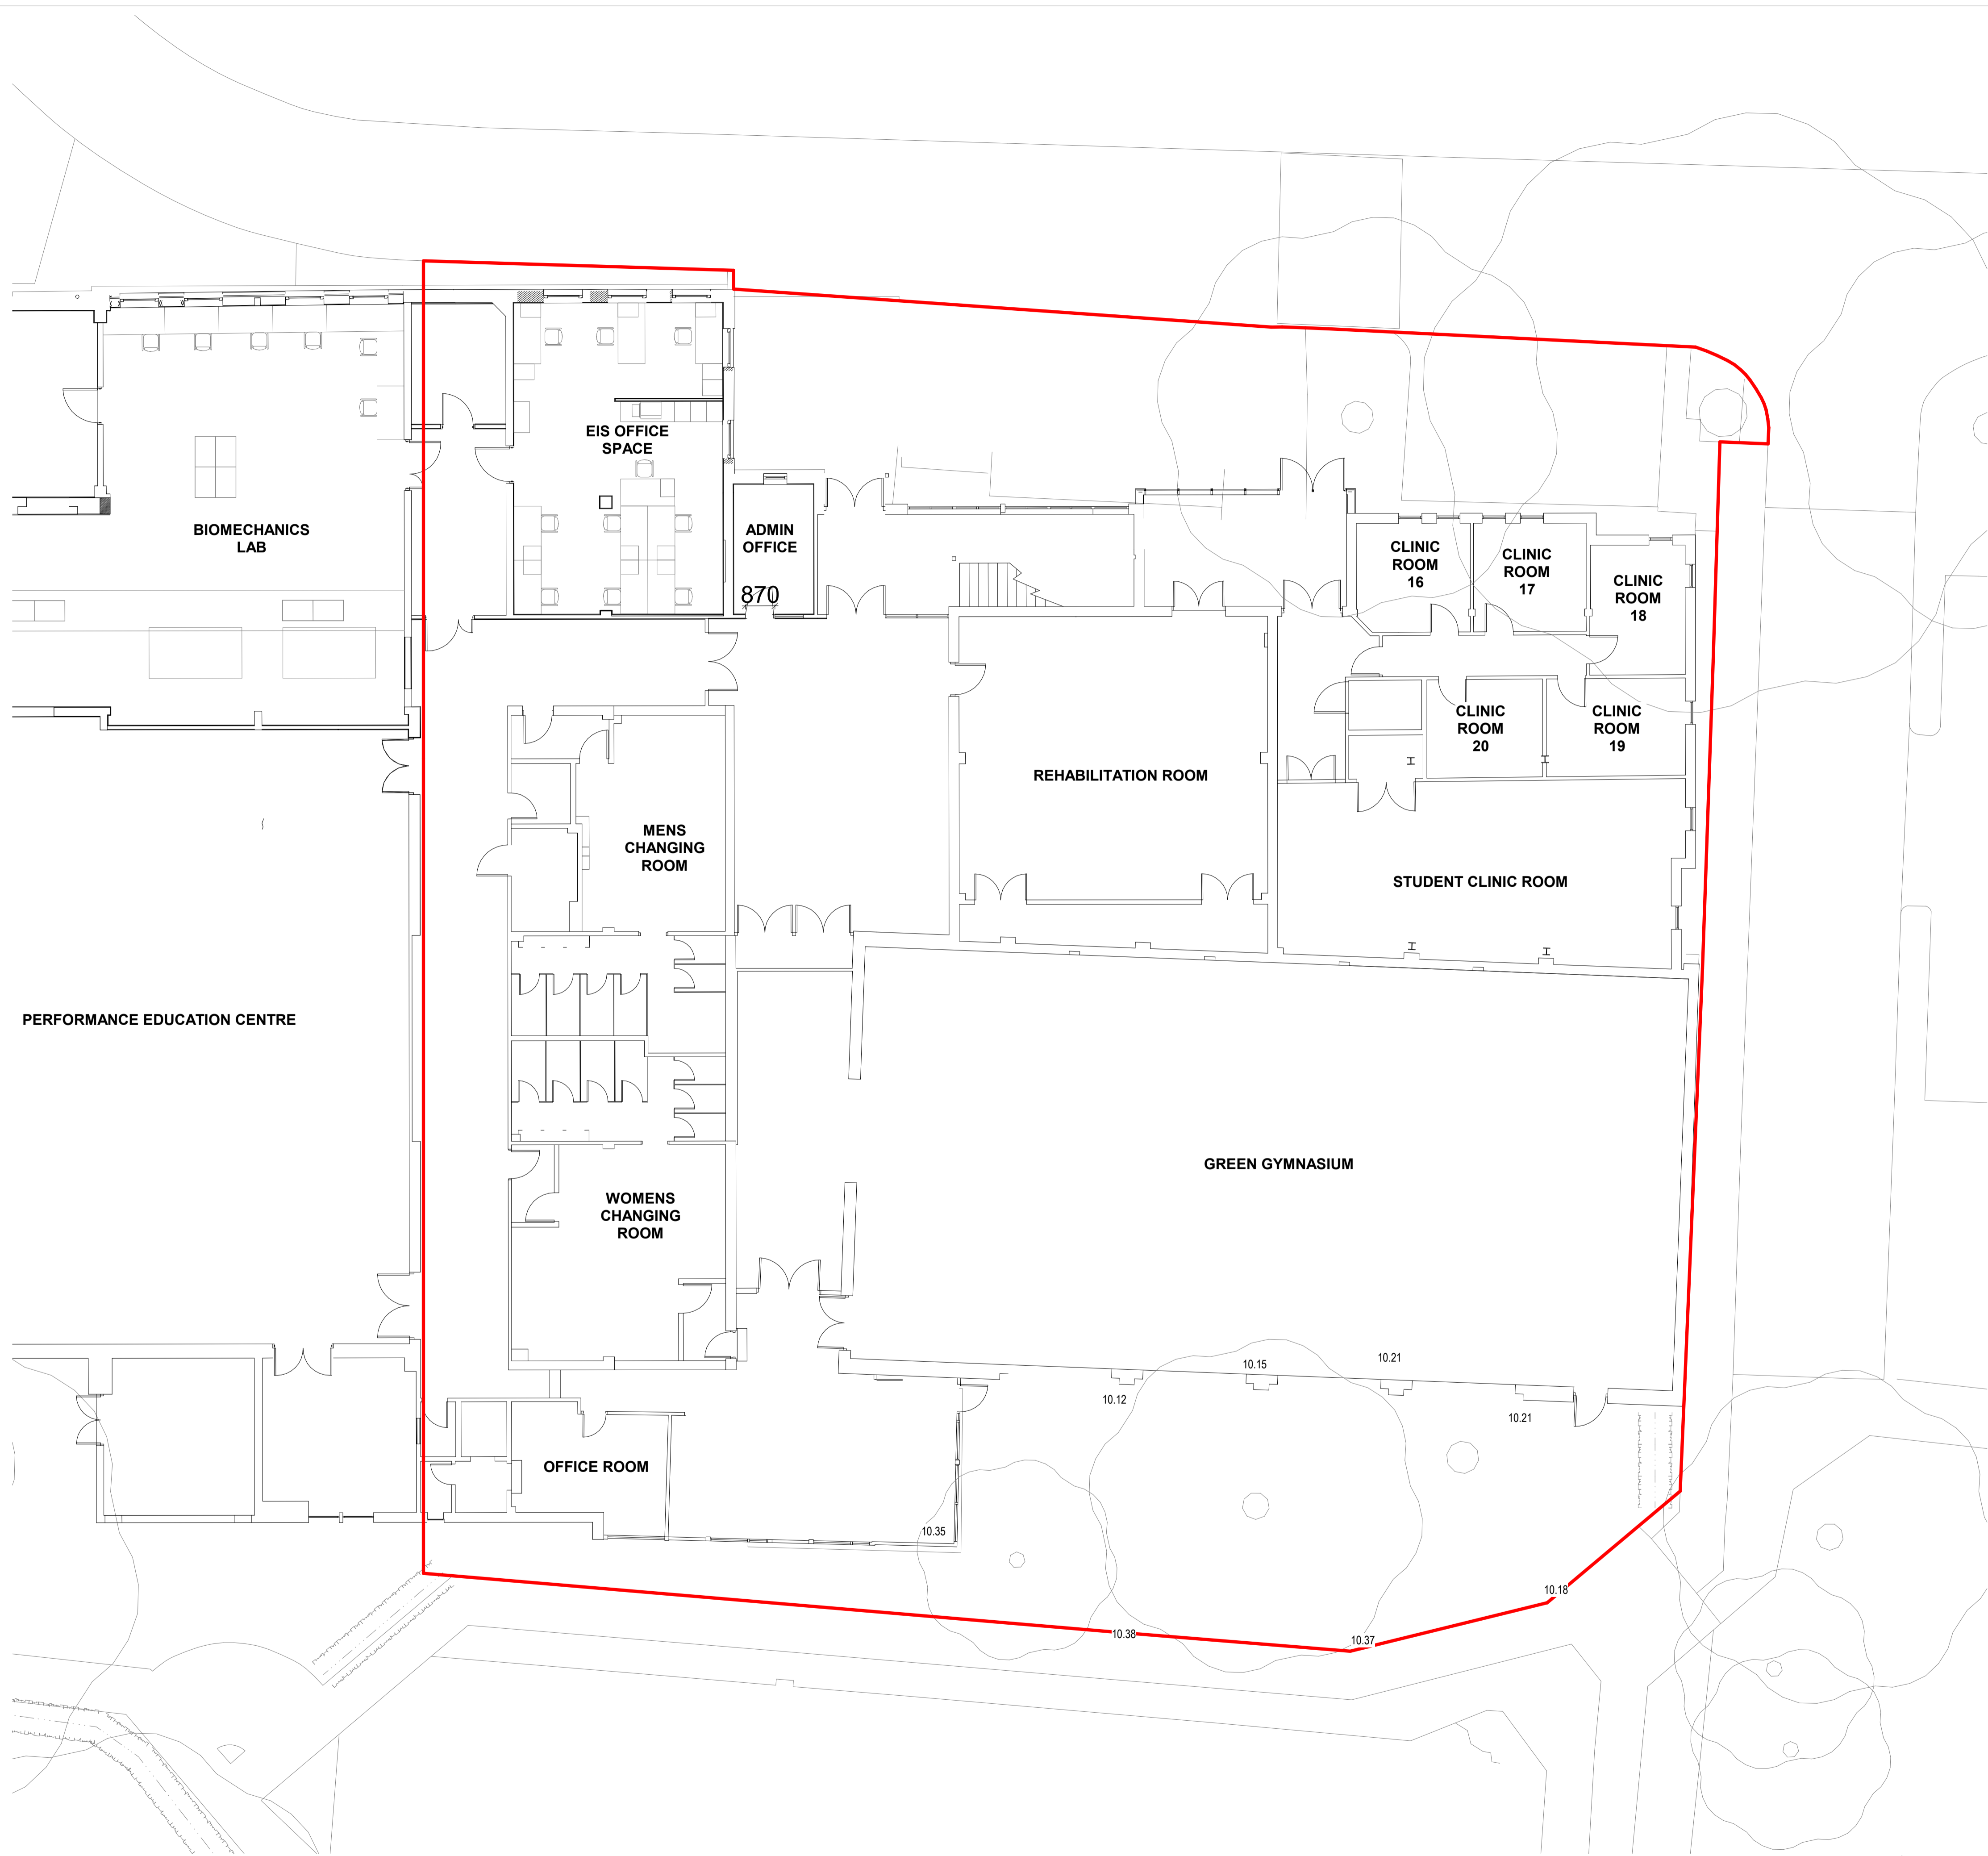 EIS OFFICE
SPACE
BIOMECHANICS
LAB
ADMIN
OFFICE
870
CLINIC
ROOM
16
CLINIC
ROOM
17
CLINIC
ROOM
18
CLINIC
ROOM
20
CLINIC
ROOM
19
REHABILITATION ROOM
MENS
CHANGING
ROOM
STUDENT CLINIC ROOM
PERFORMANCE EDUCATION CENTRE
GREEN GYMNASIUM
WOMENS
CHANGING
ROOM
10.15
10.21
10.12
10.21
OFFICE ROOM
10.35
10.18
10.38
10.37